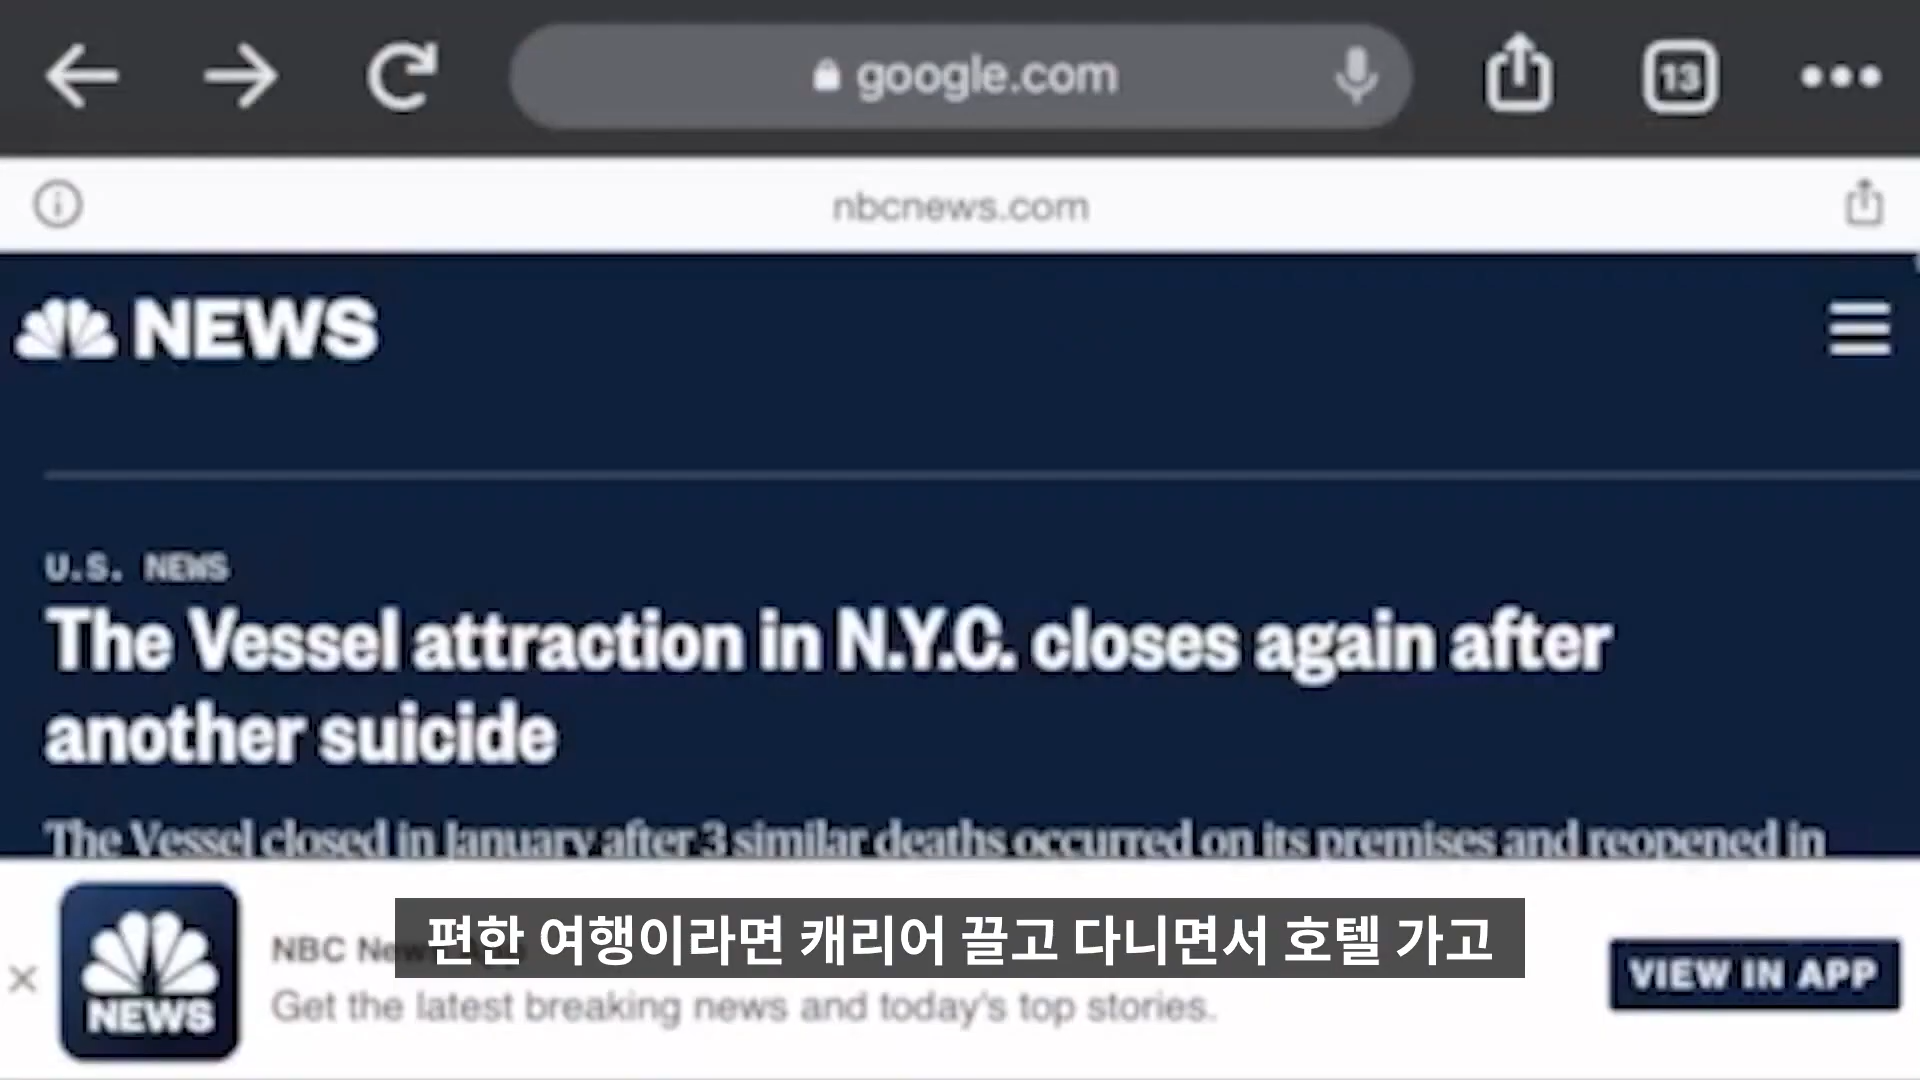 google.com
13
nbcnews.com
NEWS
U.S. NEWS
The Vessel attraction in N.Y.C. closes again after
another suicide
The Vessel closed in January after 3 similar deaths occurred on its premises and reopened in
편한 여행이라면 캐리어 끌고 다니면서 호텔 가고
NBC
NEWS
Get the latest breaking news and today's top stories.
VIEW IN APP